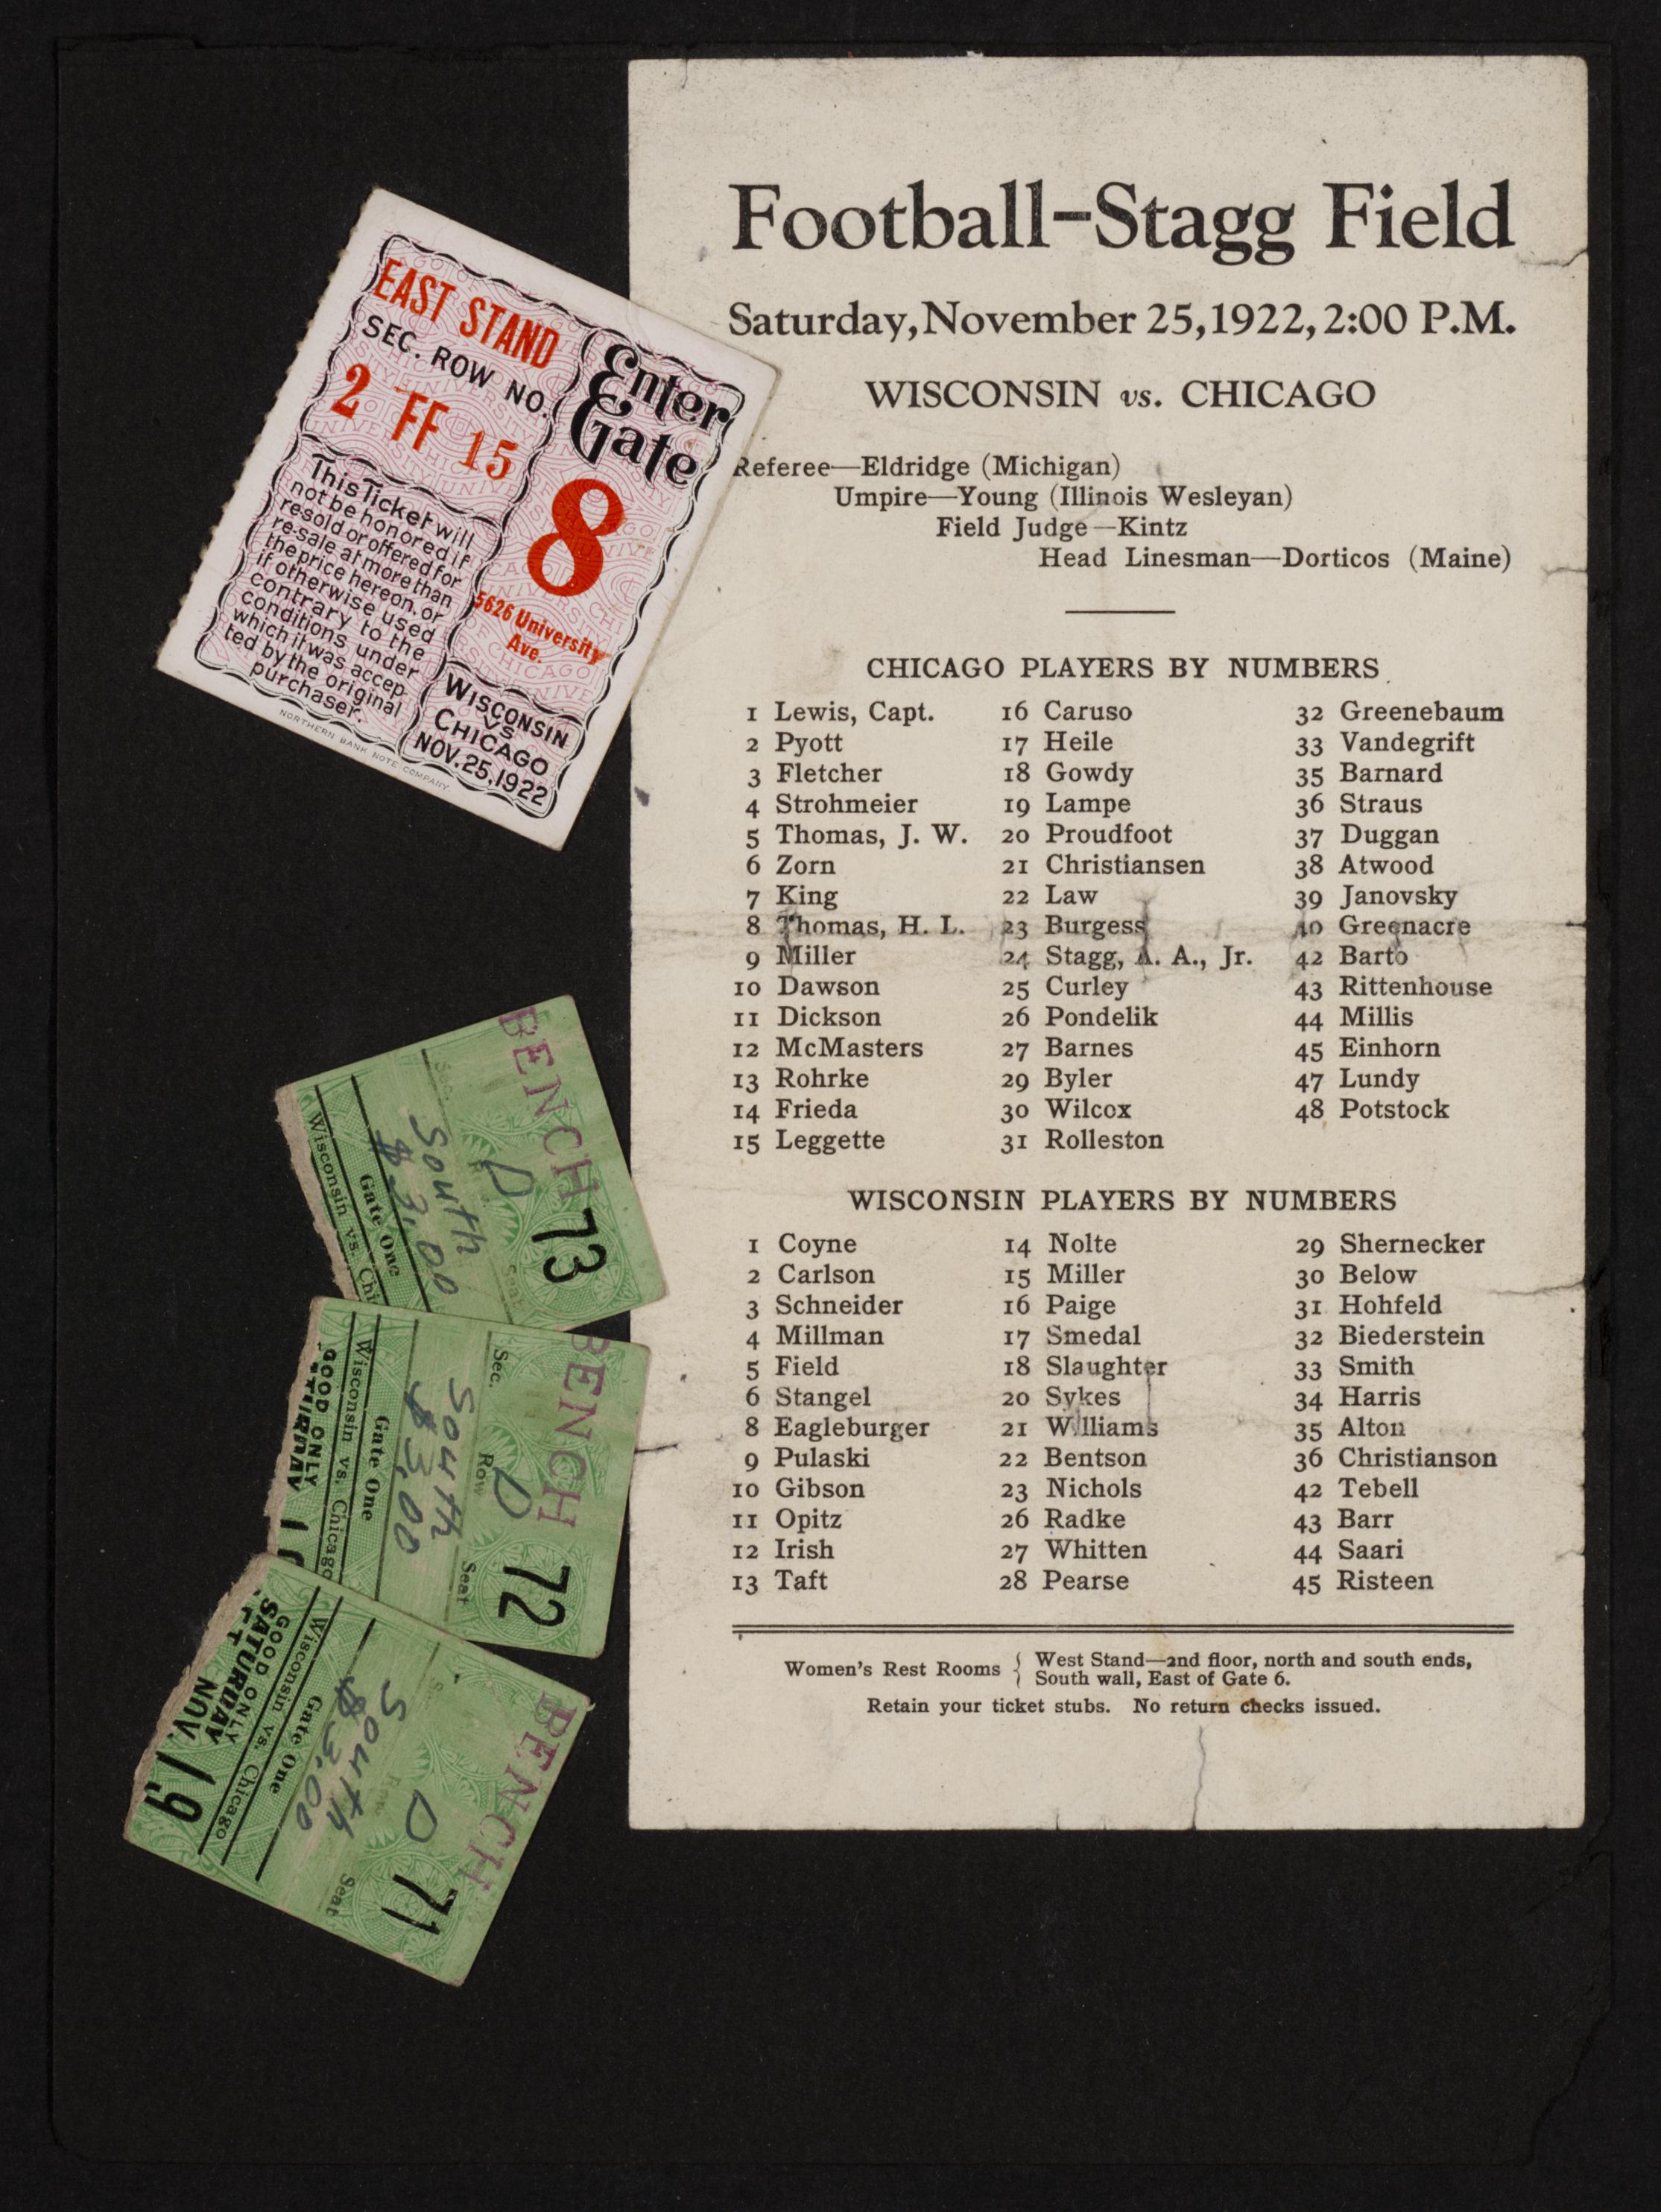 Football-Stagg Field
Saturday, November 25, 1922, 2:00 P.M.
WISCONSIN vs. CHICAGO
Referee—Eldridge (Michigan)
Umpire—Young (Illinois Wesleyan)
Field Judge—Kintz
Head Linesman—Dorticos (Maine)
CHICAGO PLAYERS BY NUMBERS
1 Lewis, Capt.
2 Pyott
3 Fletcher
4 Strohmeier
5 Thomas, J. W.
6 Zorn
7 King
8 Thomas, H. L.
9 Miller
10 Dawson
11 Dickson
12 McMasters
13 Rohrke
14 Frieda
15 Leggette
16 Caruso
17 Heile
18 Gowdy
19 Lampe
20 Proudfoot
21 Christiansen
22 Law
23 Burgess
24 Stagg, A. A., Jr.
25 Curley
26 Pondelik
27 Barnes
29 Byler
30 Wilcox
31 Rolleston
32 Greenebaum
33 Vandegrift
35 Barnard
36 Straus
37 Duggan
38 Atwood
39 Janovsky
40 Greenacre
42 Barto
43 Rittenhouse
44 Millis
45 Einhorn
47 Lundy
48 Potstock
WISCONSIN PLAYERS BY NUMBERS
1 Coyne
2 Carlson
3 Schneider
4 Millman
5 Field
6 Stangel
8 Eagleburger
9 Pulaski
10 Gibson
11 Opitz
12 Irish
13 Taft
14 Nolte
15 Miller
16 Paige
17 Smedal
18 Slaughter
20 Sykes
21 Williams
22 Bentson
23 Nichols
26 Radke
27 Whitten
28 Pearse
29 Shernecker
30 Below
31 Hohfeld
32 Biederstein
33 Smith
34 Harris
35 Alton
36 Christianson
42 Tebell
43 Barr
44 Saari
45 Risteen
Women's Rest Rooms { West Stand—2nd floor, north and south ends,
South wall, East of Gate 6.
Retain your ticket stubs. No return checks issued.
EAST STAND
SEC. ROW NO.
2 FF 15
This Ticket will
not be honored if
resold or offered for
re-sale at more than
the price hereon, or
if otherwise used
contrary to the
conditions under
which it was accep-
ted by the original
purchaser.
Enter
Gate
8
5626 University
Ave.
WISCONSIN
VS
CHICAGO
NOV. 25, 1922
NORTHERN BANK NOTE COMPANY.
BENCH
D 73
Sec. Seat
South
$3.00
Gate One
Wisconsin vs. Chi
BENCH
D 72
Sec. Row Seat
South
$3.00
Gate One
Wisconsin vs. Chicago
GOOD ONLY
BENCH
D 71
Row Seat
South
$3.00
Gate One
Wisconsin vs. Chicago
GOOD ONLY
SATURDAY
NOV. 19